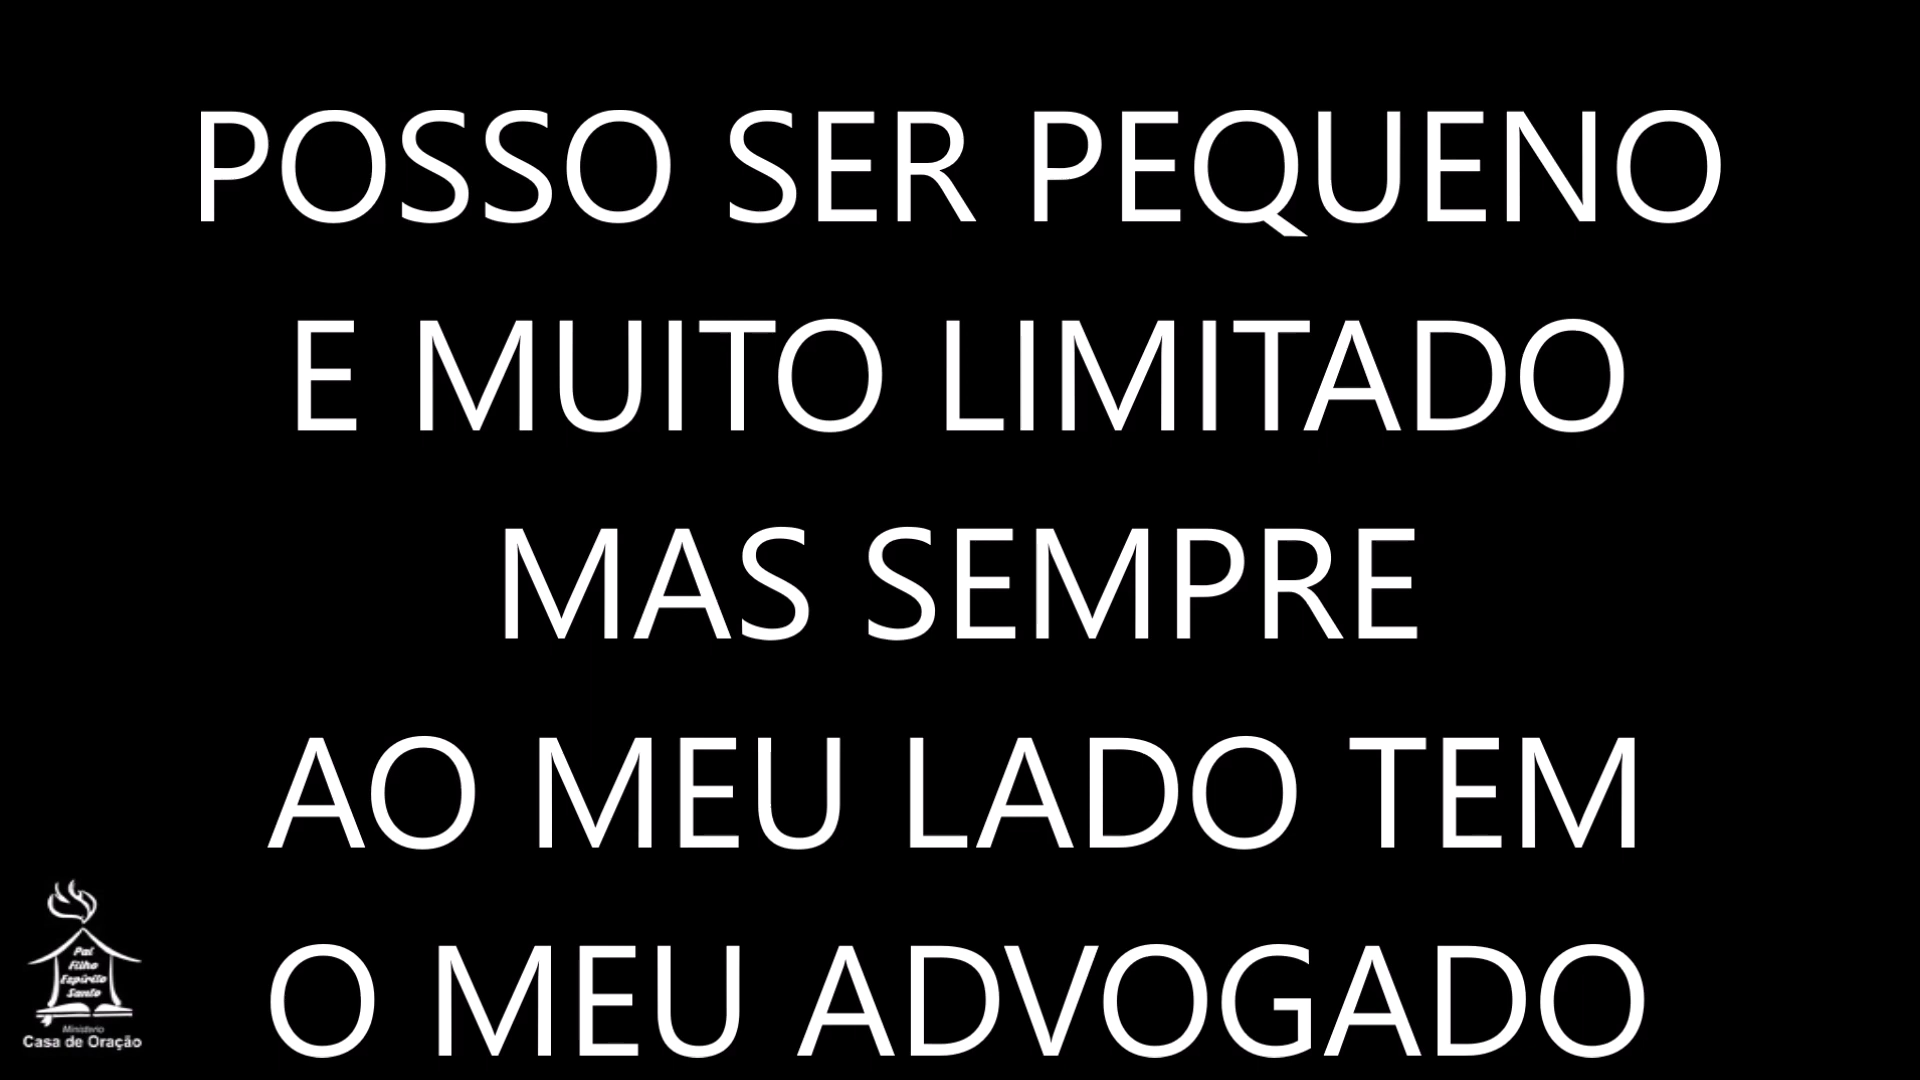 POSSO SER PEQUENO
E MUITO LIMITADO
MAS SEMPRE
AO MEU LADO TEM
O MEU ADVOGADO
Pai
Filho
Espírito
Santo
Ministerio
Casa de Oração